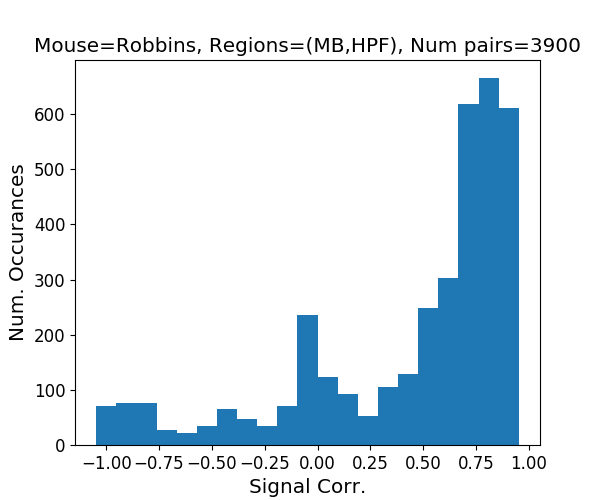 Mouse=Robbins, Regions=(MB,HPF), Num pairs=3900
Num. Occurances
600
500
400
300
200
100
0
−1.00 −0.75 −0.50 −0.25 0.00 0.25 0.50 0.75 1.00
Signal Corr.